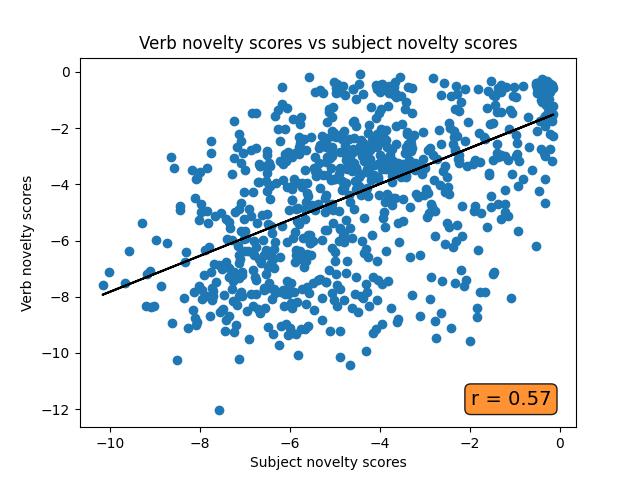 Verb novelty scores vs subject novelty scores
Verb novelty scores
0
−2
−4
−6
−8
−10
−12
r = 0.57
−10 −8 −6 −4 −2 0
Subject novelty scores